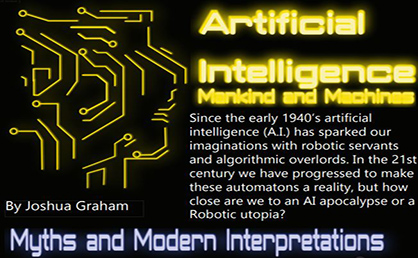 Artificial
Intelligence
Mankind and Machines
Since the early 1940's artificial
intelligence (A.I.) has sparked our
imaginations with robotic servants
and algorithmic overlords. In the 21st
century we have progressed to make
these automatons a reality, but how
close are we to an AI apocalypse or a
Robotic utopia?
By Joshua Graham
Myths and Modern Interpretations